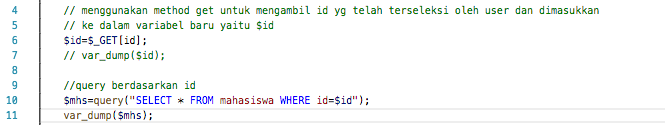 4 // menggunakan method get untuk mengambil id yg telah terseleksi oleh user dan dimasukkan
5 // ke dalam variabel baru yaitu $id
6 $id=$_GET[id];
7 // var_dump($id);
8
9 //query berdasarkan id
10 $mhs=query("SELECT * FROM mahasiswa WHERE id=$id");
11 var_dump($mhs);